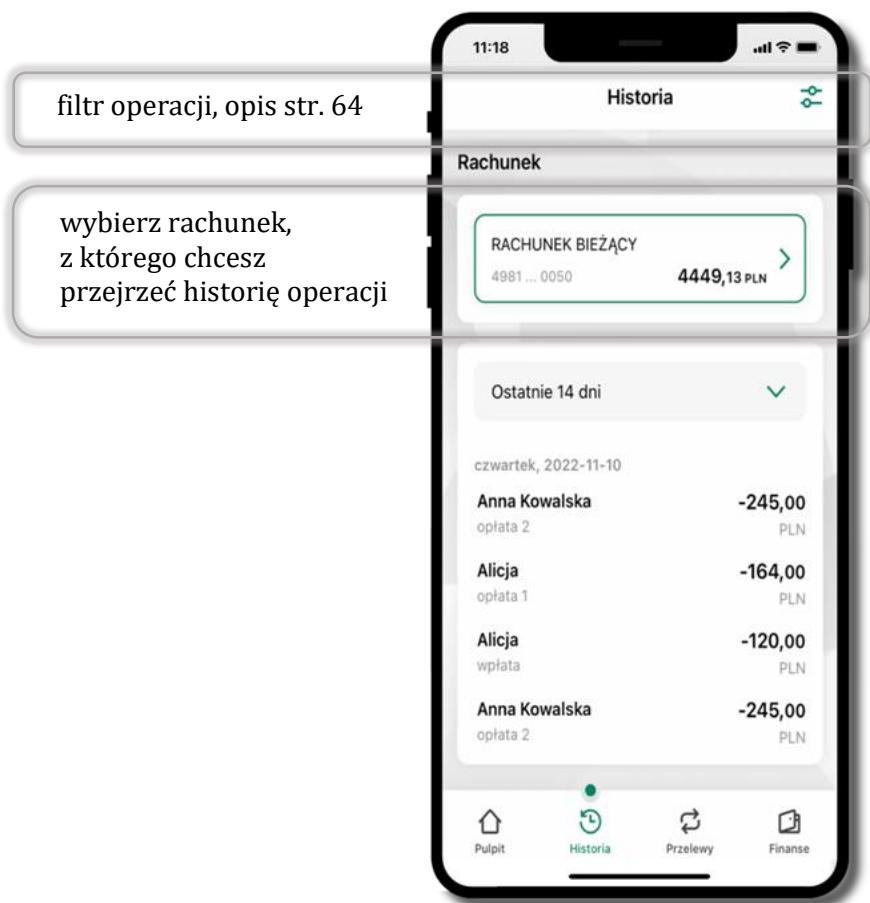 11:18
filtr operacji, opis str. 64
Historia
Rachunek
wybierz rachunek,
z którego chcesz
przejrzeć historię operacji
RACHUNEK BIEŻĄCY
4981 ... 0050 4449,13 PLN
Ostatnie 14 dni
czwartek, 2022-11-10
Anna Kowalska -245,00
opłata 2 PLN
Alicja -164,00
opłata 1 PLN
Alicja -120,00
wpłata PLN
Anna Kowalska -245,00
opłata 2 PLN
Pulpit Historia Przelewy Finanse